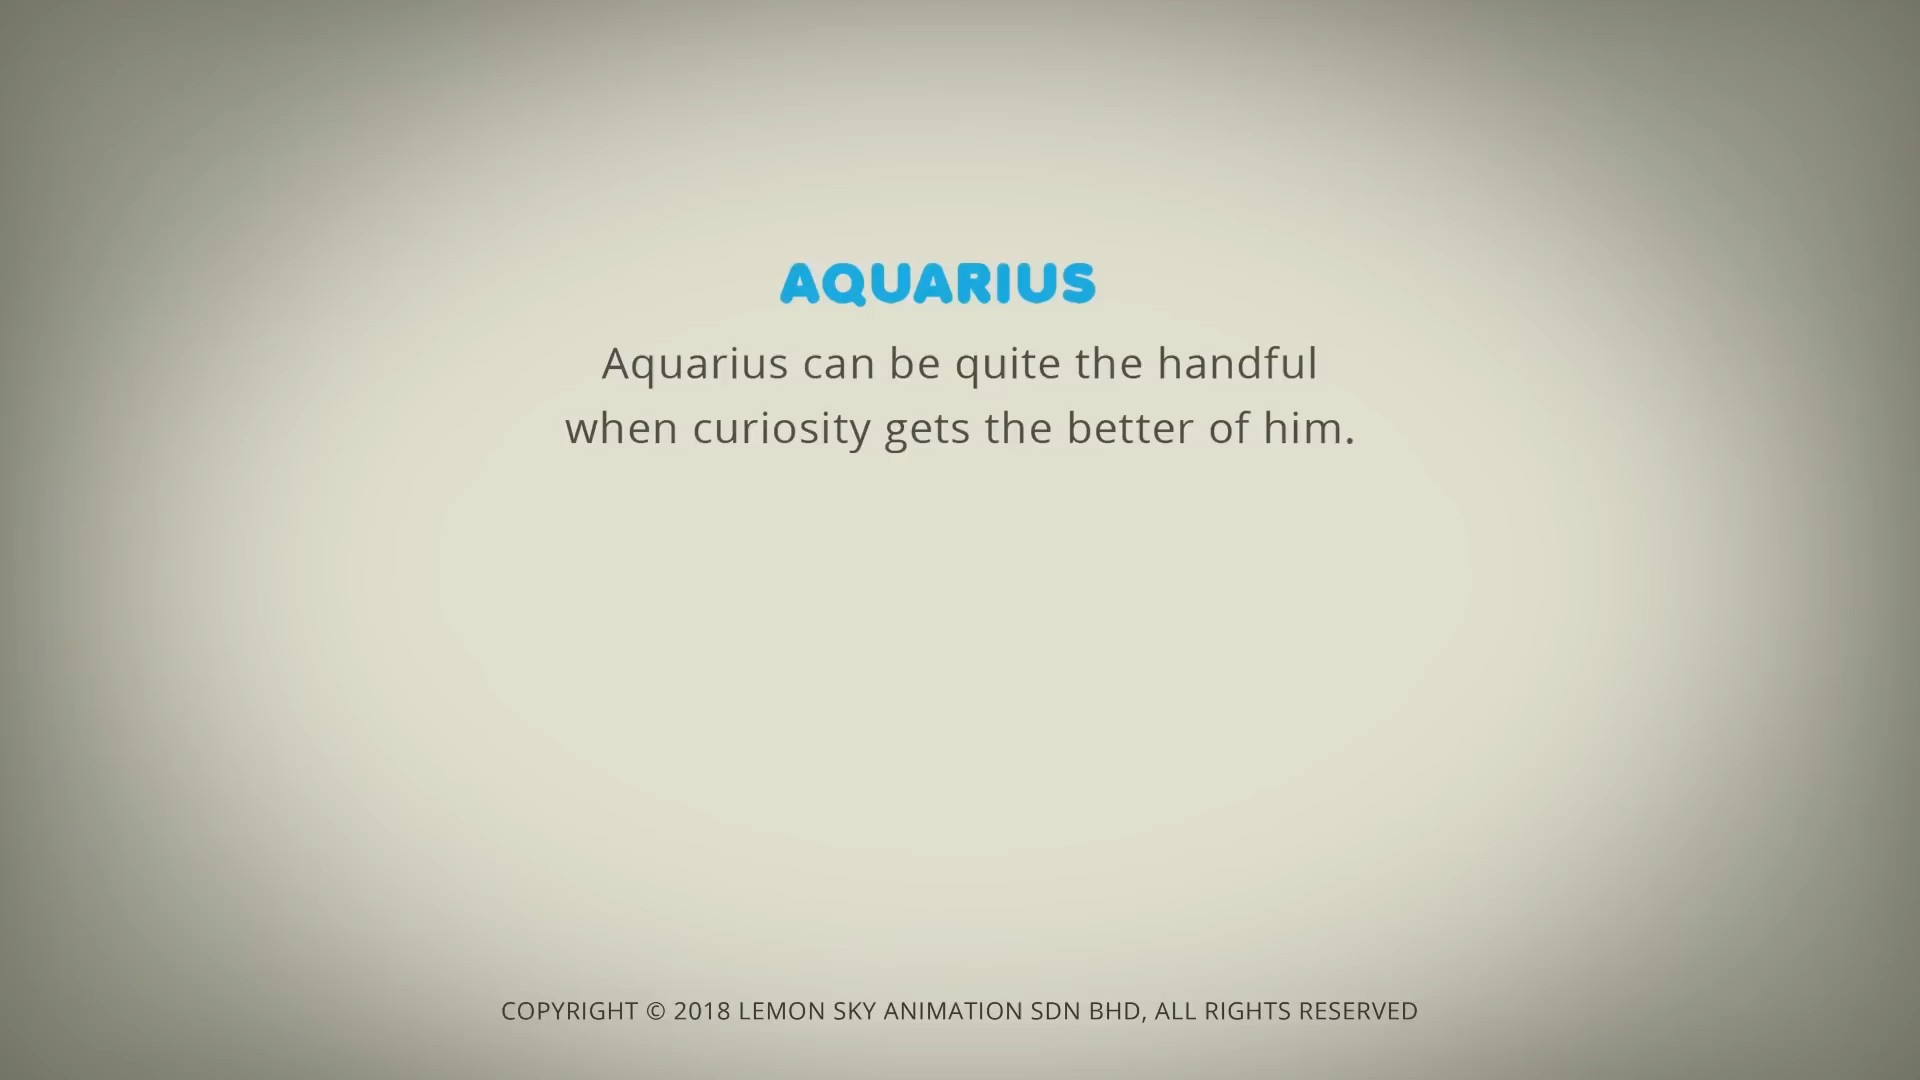 AQUARIUS
Aquarius can be quite the handful
when curiosity gets the better of him.
COPYRIGHT © 2018 LEMON SKY ANIMATION SDN BHD, ALL RIGHTS RESERVED